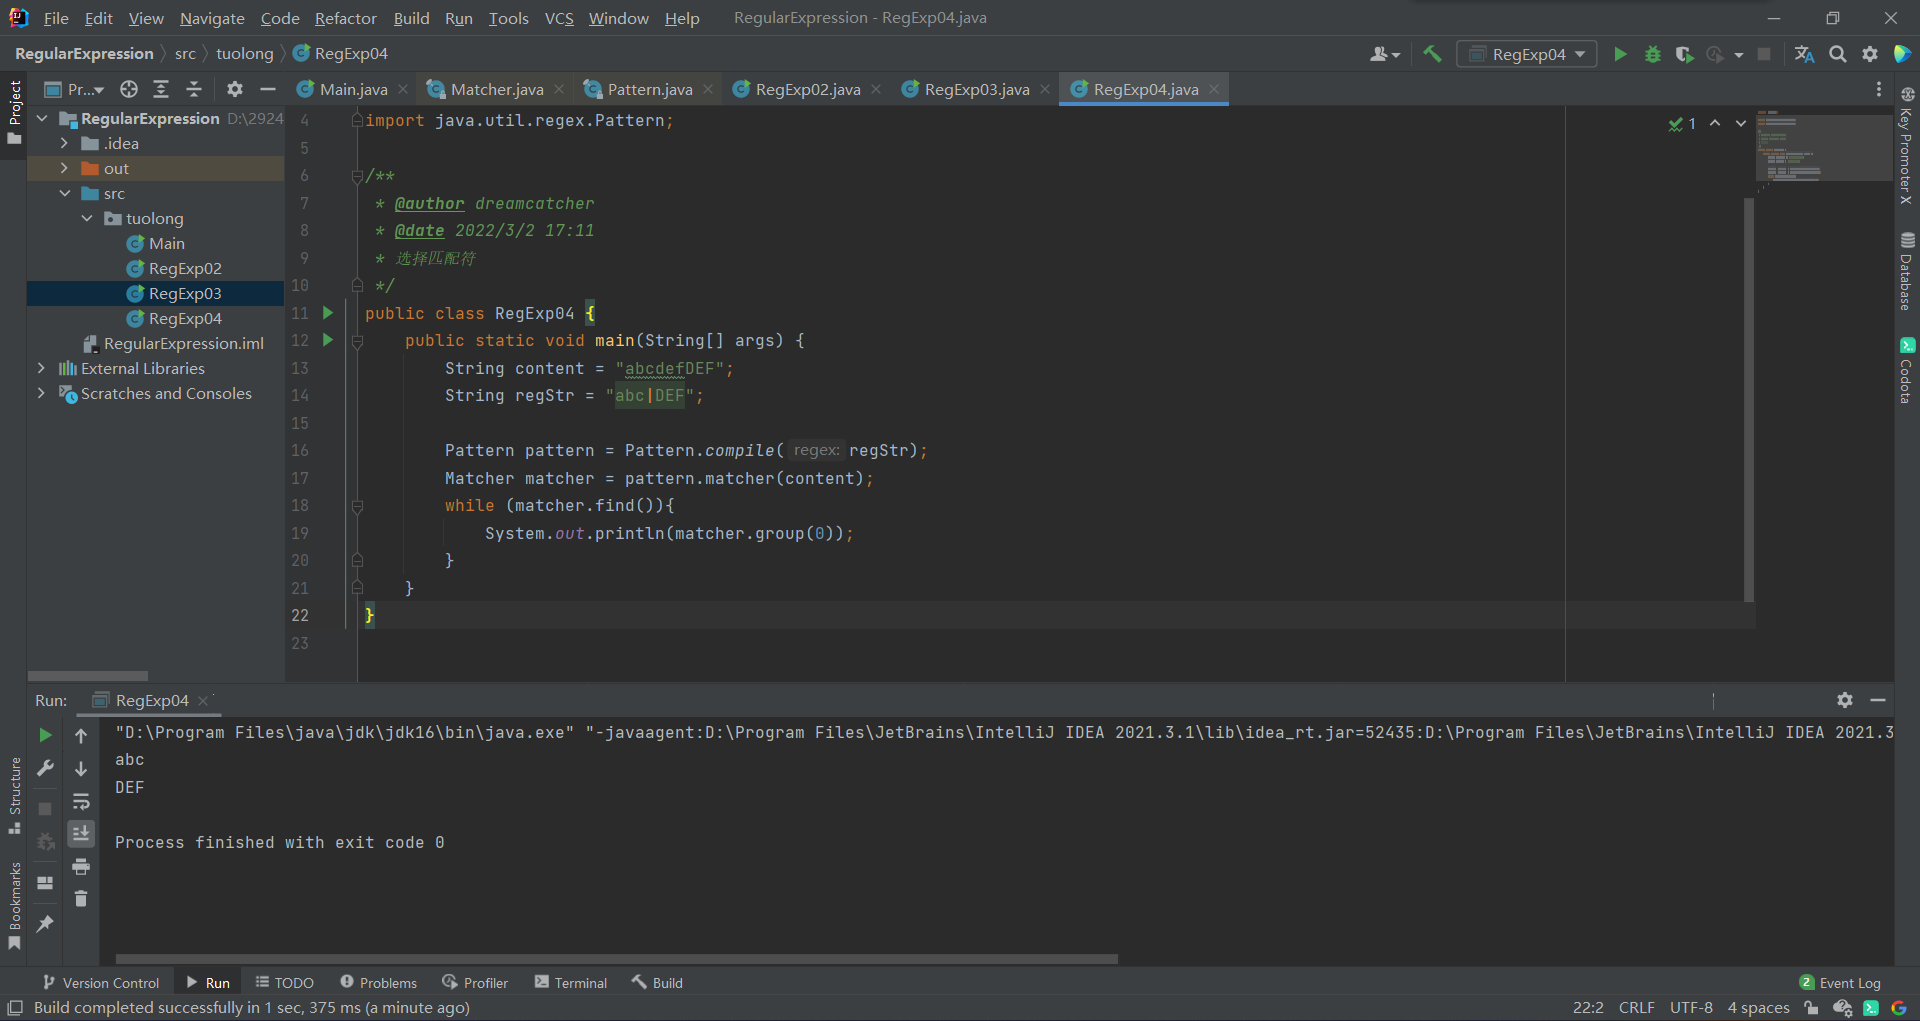 File Edit View Navigate Code Refactor Build Run Tools VCS Window Help RegularExpression - RegExp04.java
RegularExpression src tuolong RegExp04
RegExp04
Project
Pr...
Main.java Matcher.java Pattern.java RegExp02.java RegExp03.java RegExp04.java
RegularExpression D:\2924
.idea
out
src
tuolong
Main
RegExp02
RegExp03
RegExp04
RegularExpression.iml
External Libraries
Scratches and Consoles
1
4 import java.util.regex.Pattern;
5
6 /**
7 * @author dreamcatcher
8 * @date 2022/3/2 17:11
9 * 选择匹配符
10 */
11 public class RegExp04 {
12 public static void main(String[] args) {
13 String content = "abcdefDEF";
14 String regStr = "abc|DEF";
15
16 Pattern pattern = Pattern.compile( regex: regStr);
17 Matcher matcher = pattern.matcher(content);
18 while (matcher.find()){
19 System.out.println(matcher.group(0));
20 }
21 }
22 }
23
Key Promoter X
Database
Codota
Run: RegExp04
"D:\Program Files\java\jdk\jdk16\bin\java.exe" "-javaagent:D:\Program Files\JetBrains\IntelliJ IDEA 2021.3.1\lib\idea_rt.jar=52435:D:\Program Files\JetBrains\IntelliJ IDEA 2021.3
abc
DEF
Process finished with exit code 0
Structure
Bookmarks
Version Control Run TODO Problems Profiler Terminal Build 2 Event Log
Build completed successfully in 1 sec, 375 ms (a minute ago) 22:2 CRLF UTF-8 4 spaces